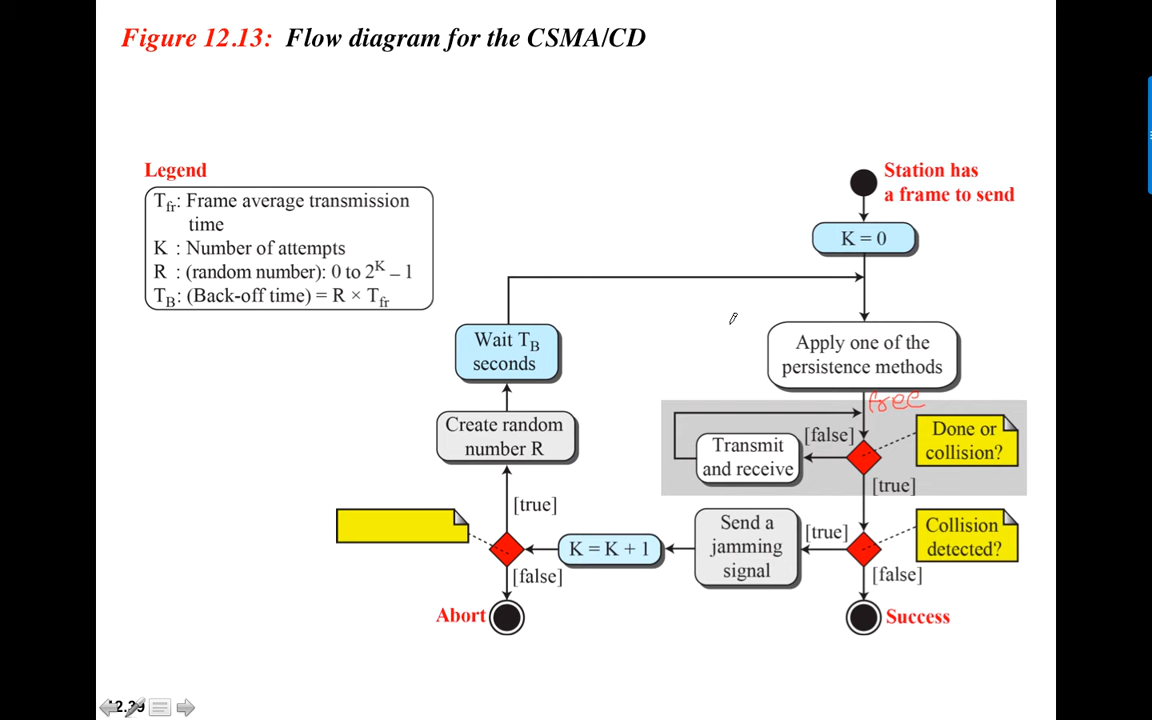 Figure 12.13: Flow diagram for the CSMA/CD
Legend
Tfr: Frame average transmission
time
K : Number of attempts
R : (random number): 0 to 2^K – 1
TB: (Back-off time) = R × Tfr
Station has
a frame to send
K = 0
Apply one of the
persistence methods
free
Done or
collision?
[false]
Transmit
and receive
[true]
Collision
detected?
[true]
[false]
Success
Send a
jamming
signal
K = K + 1
[true]
[false]
Abort
Create random
number R
Wait TB
seconds
12.39